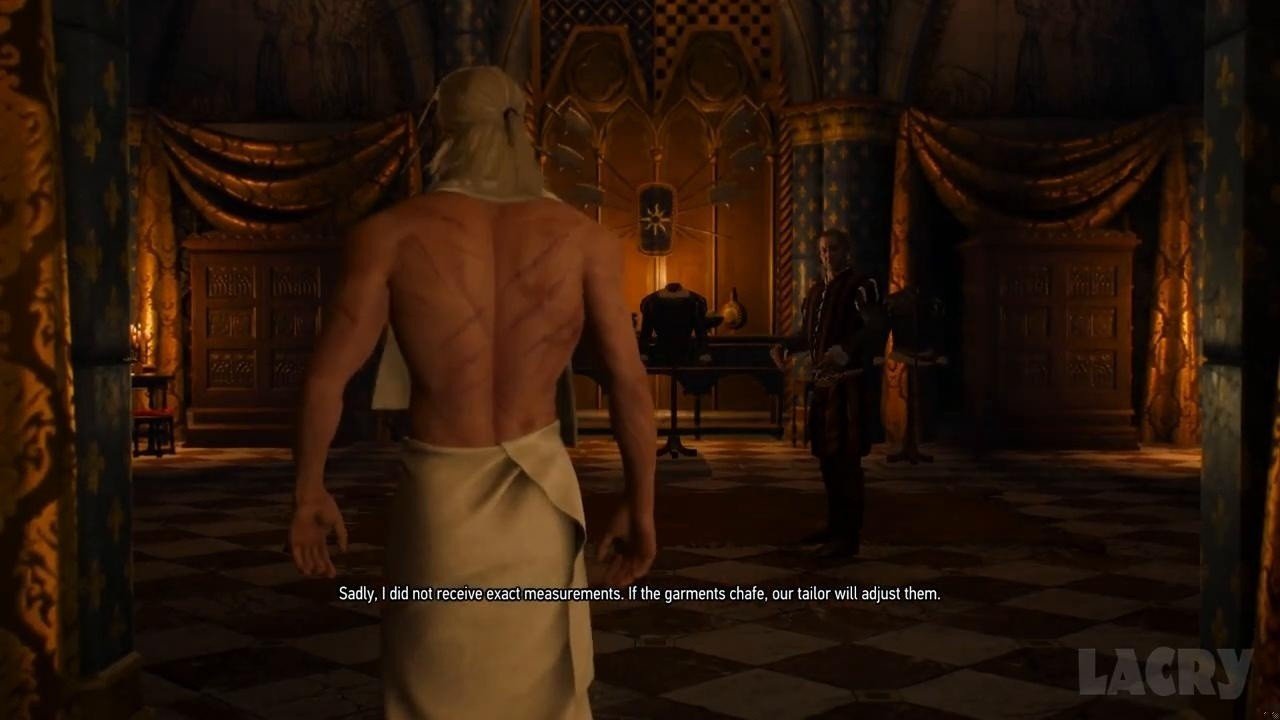 Sadly, I did not receive exact measurements. If the garments chafe, our tailor will adjust them.
LACRY